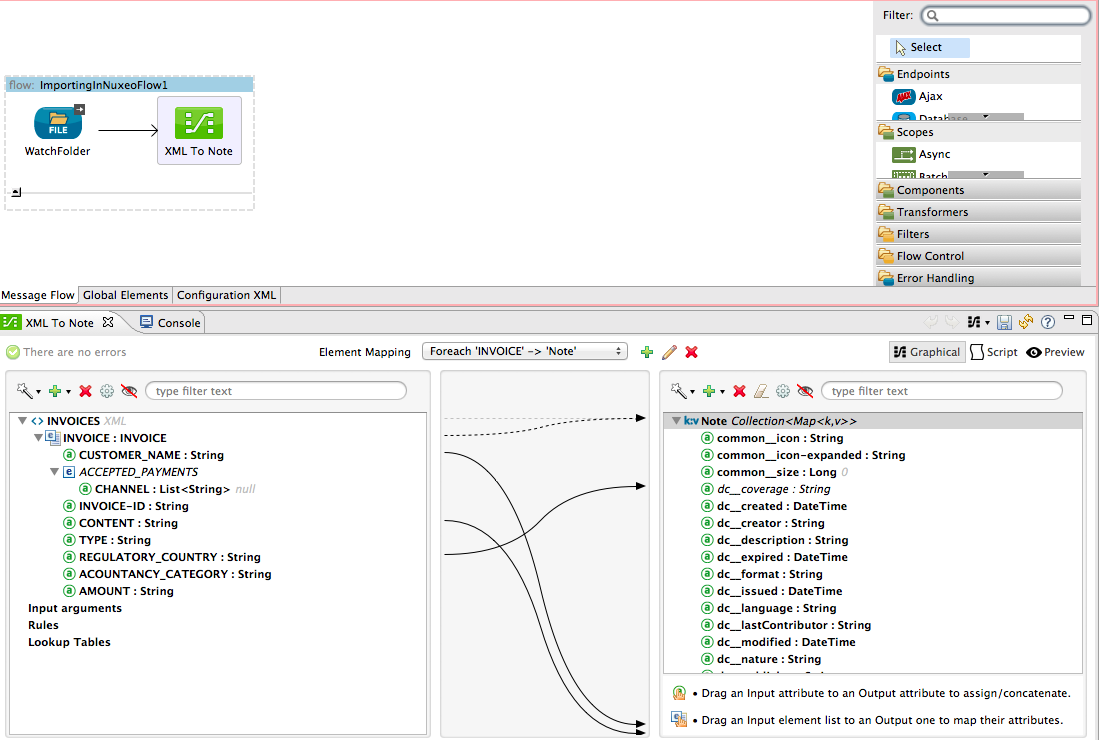 Filter:
Select
Endpoints
Ajax
Database
Scopes
Async
Batch
Components
Transformers
Filters
Flow Control
Error Handling
flow: ImportingInNuxeoFlow1
FILE
WatchFolder
XML To Note
Message Flow
Global Elements
Configuration XML
XML To Note
Console
There are no errors
Element Mapping
Foreach 'INVOICE' -> 'Note'
Graphical
Script
Preview
type filter text
INVOICES XML
INVOICE : INVOICE
CUSTOMER_NAME : String
ACCEPTED_PAYMENTS
CHANNEL : List<String> null
INVOICE-ID : String
CONTENT : String
TYPE : String
REGULATORY_COUNTRY : String
ACOUNTANCY_CATEGORY : String
AMOUNT : String
Input arguments
Rules
Lookup Tables
type filter text
k:v Note Collection<Map<k,v>>
common__icon : String
common__icon-expanded : String
common__size : Long 0
dc__coverage : String
dc__created : DateTime
dc__creator : String
dc__description : String
dc__expired : DateTime
dc__format : String
dc__issued : DateTime
dc__language : String
dc__lastContributor : String
dc__modified : DateTime
dc__nature : String
• Drag an Input attribute to an Output attribute to assign/concatenate.
• Drag an Input element list to an Output one to map their attributes.